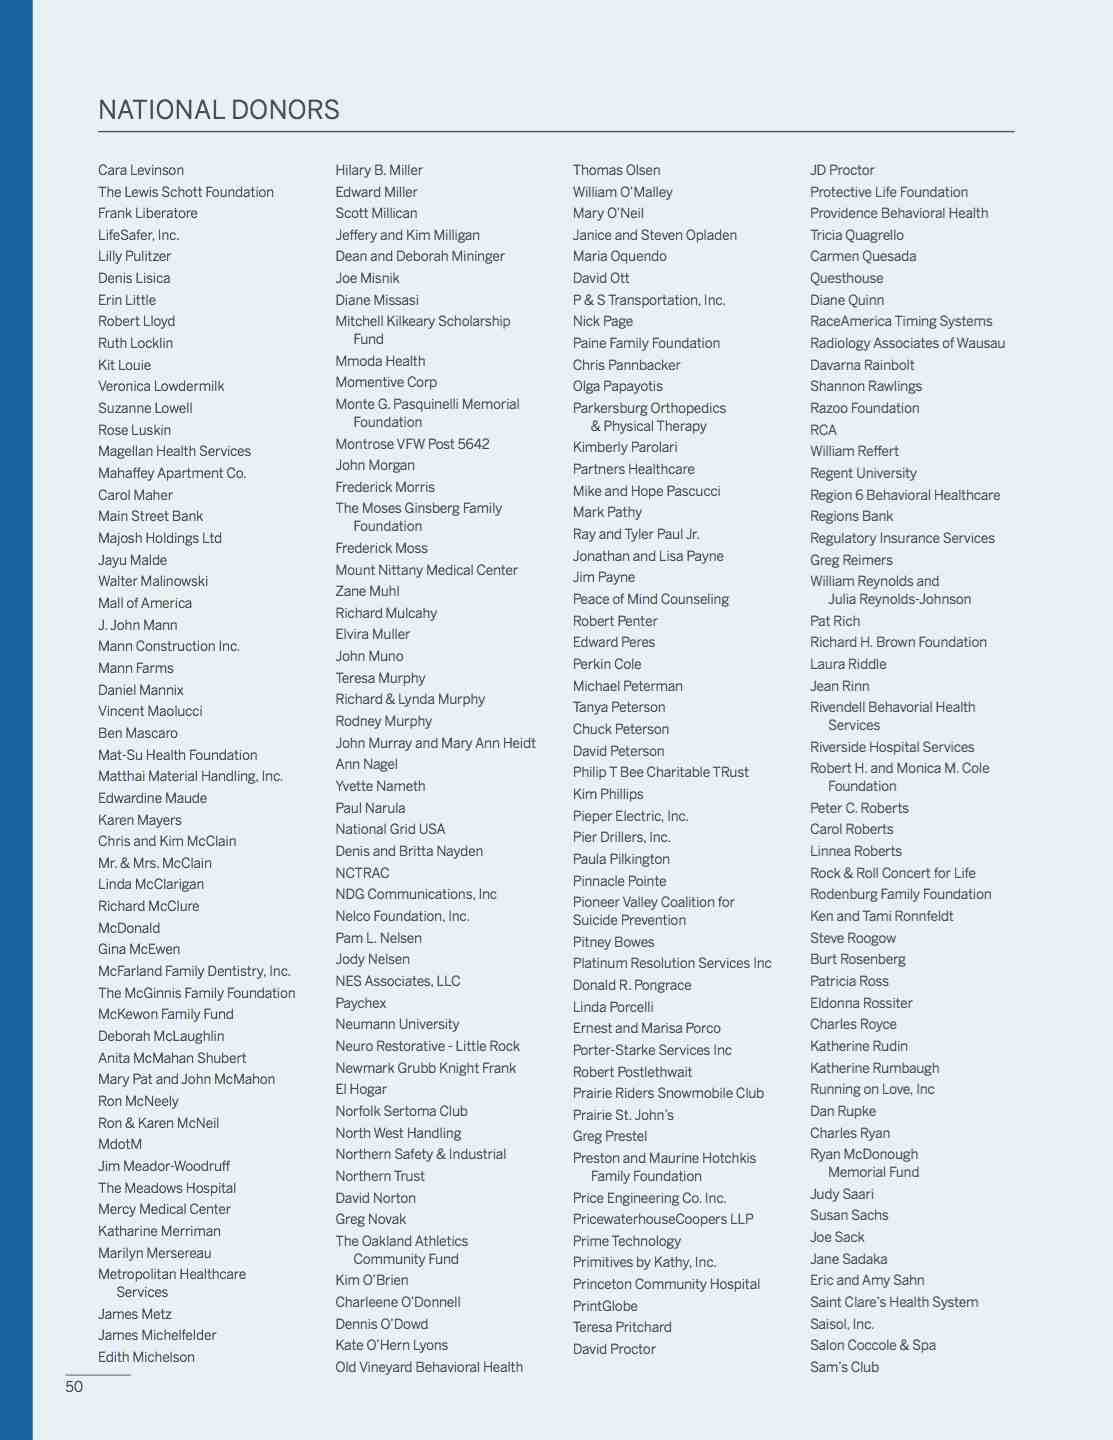 NATIONAL DONORS
Cara Levinson
The Lewis Schott Foundation
Frank Liberatore
LifeSafer, Inc.
Lilly Pulitzer
Denis Lisica
Erin Little
Robert Lloyd
Ruth Locklin
Kit Louie
Veronica Lowdermilk
Suzanne Lowell
Rose Luskin
Magellan Health Services
Mahaffey Apartment Co.
Carol Maher
Main Street Bank
Majosh Holdings Ltd
Jayu Malde
Walter Malinowski
Mall of America
J. John Mann
Mann Construction Inc.
Mann Farms
Daniel Mannix
Vincent Maolucci
Ben Mascaro
Mat-Su Health Foundation
Matthai Material Handling, Inc.
Edwardine Maude
Karen Mayers
Chris and Kim McClain
Mr. & Mrs. McClain
Linda McClarigan
Richard McClure
McDonald
Gina McEwen
McFarland Family Dentistry, Inc.
The McGinnis Family Foundation
McKewon Family Fund
Deborah McLaughlin
Anita McMahan Shubert
Mary Pat and John McMahon
Ron McNeely
Ron & Karen McNeil
MdotM
Jim Meador-Woodruff
The Meadows Hospital
Mercy Medical Center
Katharine Merriman
Marilyn Mersereau
Metropolitan Healthcare
Services
James Metz
James Michelfelder
Edith Michelson
Hilary B. Miller
Edward Miller
Scott Millican
Jeffery and Kim Milligan
Dean and Deborah Mininger
Joe Misnik
Diane Missasi
Mitchell Kilkeary Scholarship
Fund
Mmoda Health
Momentive Corp
Monte G. Pasquinelli Memorial
Foundation
Montrose VFW Post 5642
John Morgan
Frederick Morris
The Moses Ginsberg Family
Foundation
Frederick Moss
Mount Nittany Medical Center
Zane Muhl
Richard Mulcahy
Elvira Muller
John Muno
Teresa Murphy
Richard & Lynda Murphy
Rodney Murphy
John Murray and Mary Ann Heidt
Ann Nagel
Yvette Nameth
Paul Narula
National Grid USA
Denis and Britta Nayden
NCTRAC
NDG Communications, Inc
Nelco Foundation, Inc.
Pam L. Nelsen
Jody Nelsen
NES Associates, LLC
Paychex
Neumann University
Neuro Restorative - Little Rock
Newmark Grubb Knight Frank
El Hogar
Norfolk Sertoma Club
North West Handling
Northern Safety & Industrial
Northern Trust
David Norton
Greg Novak
The Oakland Athletics
Community Fund
Kim O'Brien
Charleene O'Donnell
Dennis O'Dowd
Kate O'Hern Lyons
Old Vineyard Behavioral Health
Thomas Olsen
William O'Malley
Mary O'Neil
Janice and Steven Opladen
Maria Oquendo
David Ott
P & S Transportation, Inc.
Nick Page
Paine Family Foundation
Chris Pannbacker
Olga Papayotis
Parkersburg Orthopedics
& Physical Therapy
Kimberly Parolari
Partners Healthcare
Mike and Hope Pascucci
Mark Pathy
Ray and Tyler Paul Jr.
Jonathan and Lisa Payne
Jim Payne
Peace of Mind Counseling
Robert Penter
Edward Peres
Perkin Cole
Michael Peterman
Tanya Peterson
Chuck Peterson
David Peterson
Philip T Bee Charitable TRust
Kim Phillips
Pieper Electric, Inc.
Pier Drillers, Inc.
Paula Pilkington
Pinnacle Pointe
Pioneer Valley Coalition for
Suicide Prevention
Pitney Bowes
Platinum Resolution Services Inc
Donald R. Pongrace
Linda Porcelli
Ernest and Marisa Porco
Porter-Starke Services Inc
Robert Postlethwait
Prairie Riders Snowmobile Club
Prairie St. John's
Greg Prestel
Preston and Maurine Hotchkis
Family Foundation
Price Engineering Co. Inc.
PricewaterhouseCoopers LLP
Prime Technology
Primitives by Kathy, Inc.
Princeton Community Hospital
PrintGlobe
Teresa Pritchard
David Proctor
JD Proctor
Protective Life Foundation
Providence Behavioral Health
Tricia Quagrello
Carmen Quesada
Questhouse
Diane Quinn
RaceAmerica Timing Systems
Radiology Associates of Wausau
Davarna Rainbolt
Shannon Rawlings
Razoo Foundation
RCA
William Reffert
Regent University
Region 6 Behavioral Healthcare
Regions Bank
Regulatory Insurance Services
Greg Reimers
William Reynolds and
Julia Reynolds-Johnson
Pat Rich
Richard H. Brown Foundation
Laura Riddle
Jean Rinn
Rivendell Behavorial Health
Services
Riverside Hospital Services
Robert H. and Monica M. Cole
Foundation
Peter C. Roberts
Carol Roberts
Linnea Roberts
Rock & Roll Concert for Life
Rodenburg Family Foundation
Ken and Tami Ronnfeldt
Steve Roogow
Burt Rosenberg
Patricia Ross
Eldonna Rossiter
Charles Royce
Katherine Rudin
Katherine Rumbaugh
Running on Love, Inc
Dan Rupke
Charles Ryan
Ryan McDonough
Memorial Fund
Judy Saari
Susan Sachs
Joe Sack
Jane Sadaka
Eric and Amy Sahn
Saint Clare's Health System
Saisol, Inc.
Salon Coccole & Spa
Sam's Club
50